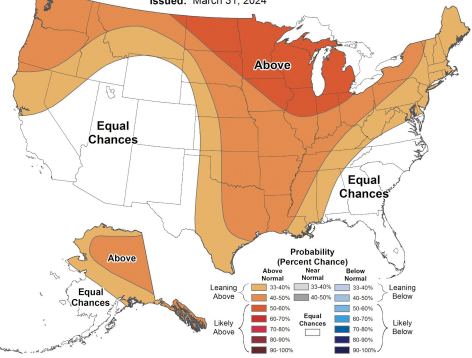 Issued: March 31, 2024
Above
Equal
Chances
Equal
Chances
Above
Equal
Chances
Probability
(Percent Chance)
Above
Normal
Near
Normal
Below
Normal
Leaning
Above
33-40%
33-40%
33-40%
Leaning
Below
40-50%
40-50%
40-50%
50-60%
50-60%
Likely
Above
60-70%
Equal
Chances
60-70%
Likely
Below
70-80%
70-80%
80-90%
80-90%
90-100%
90-100%